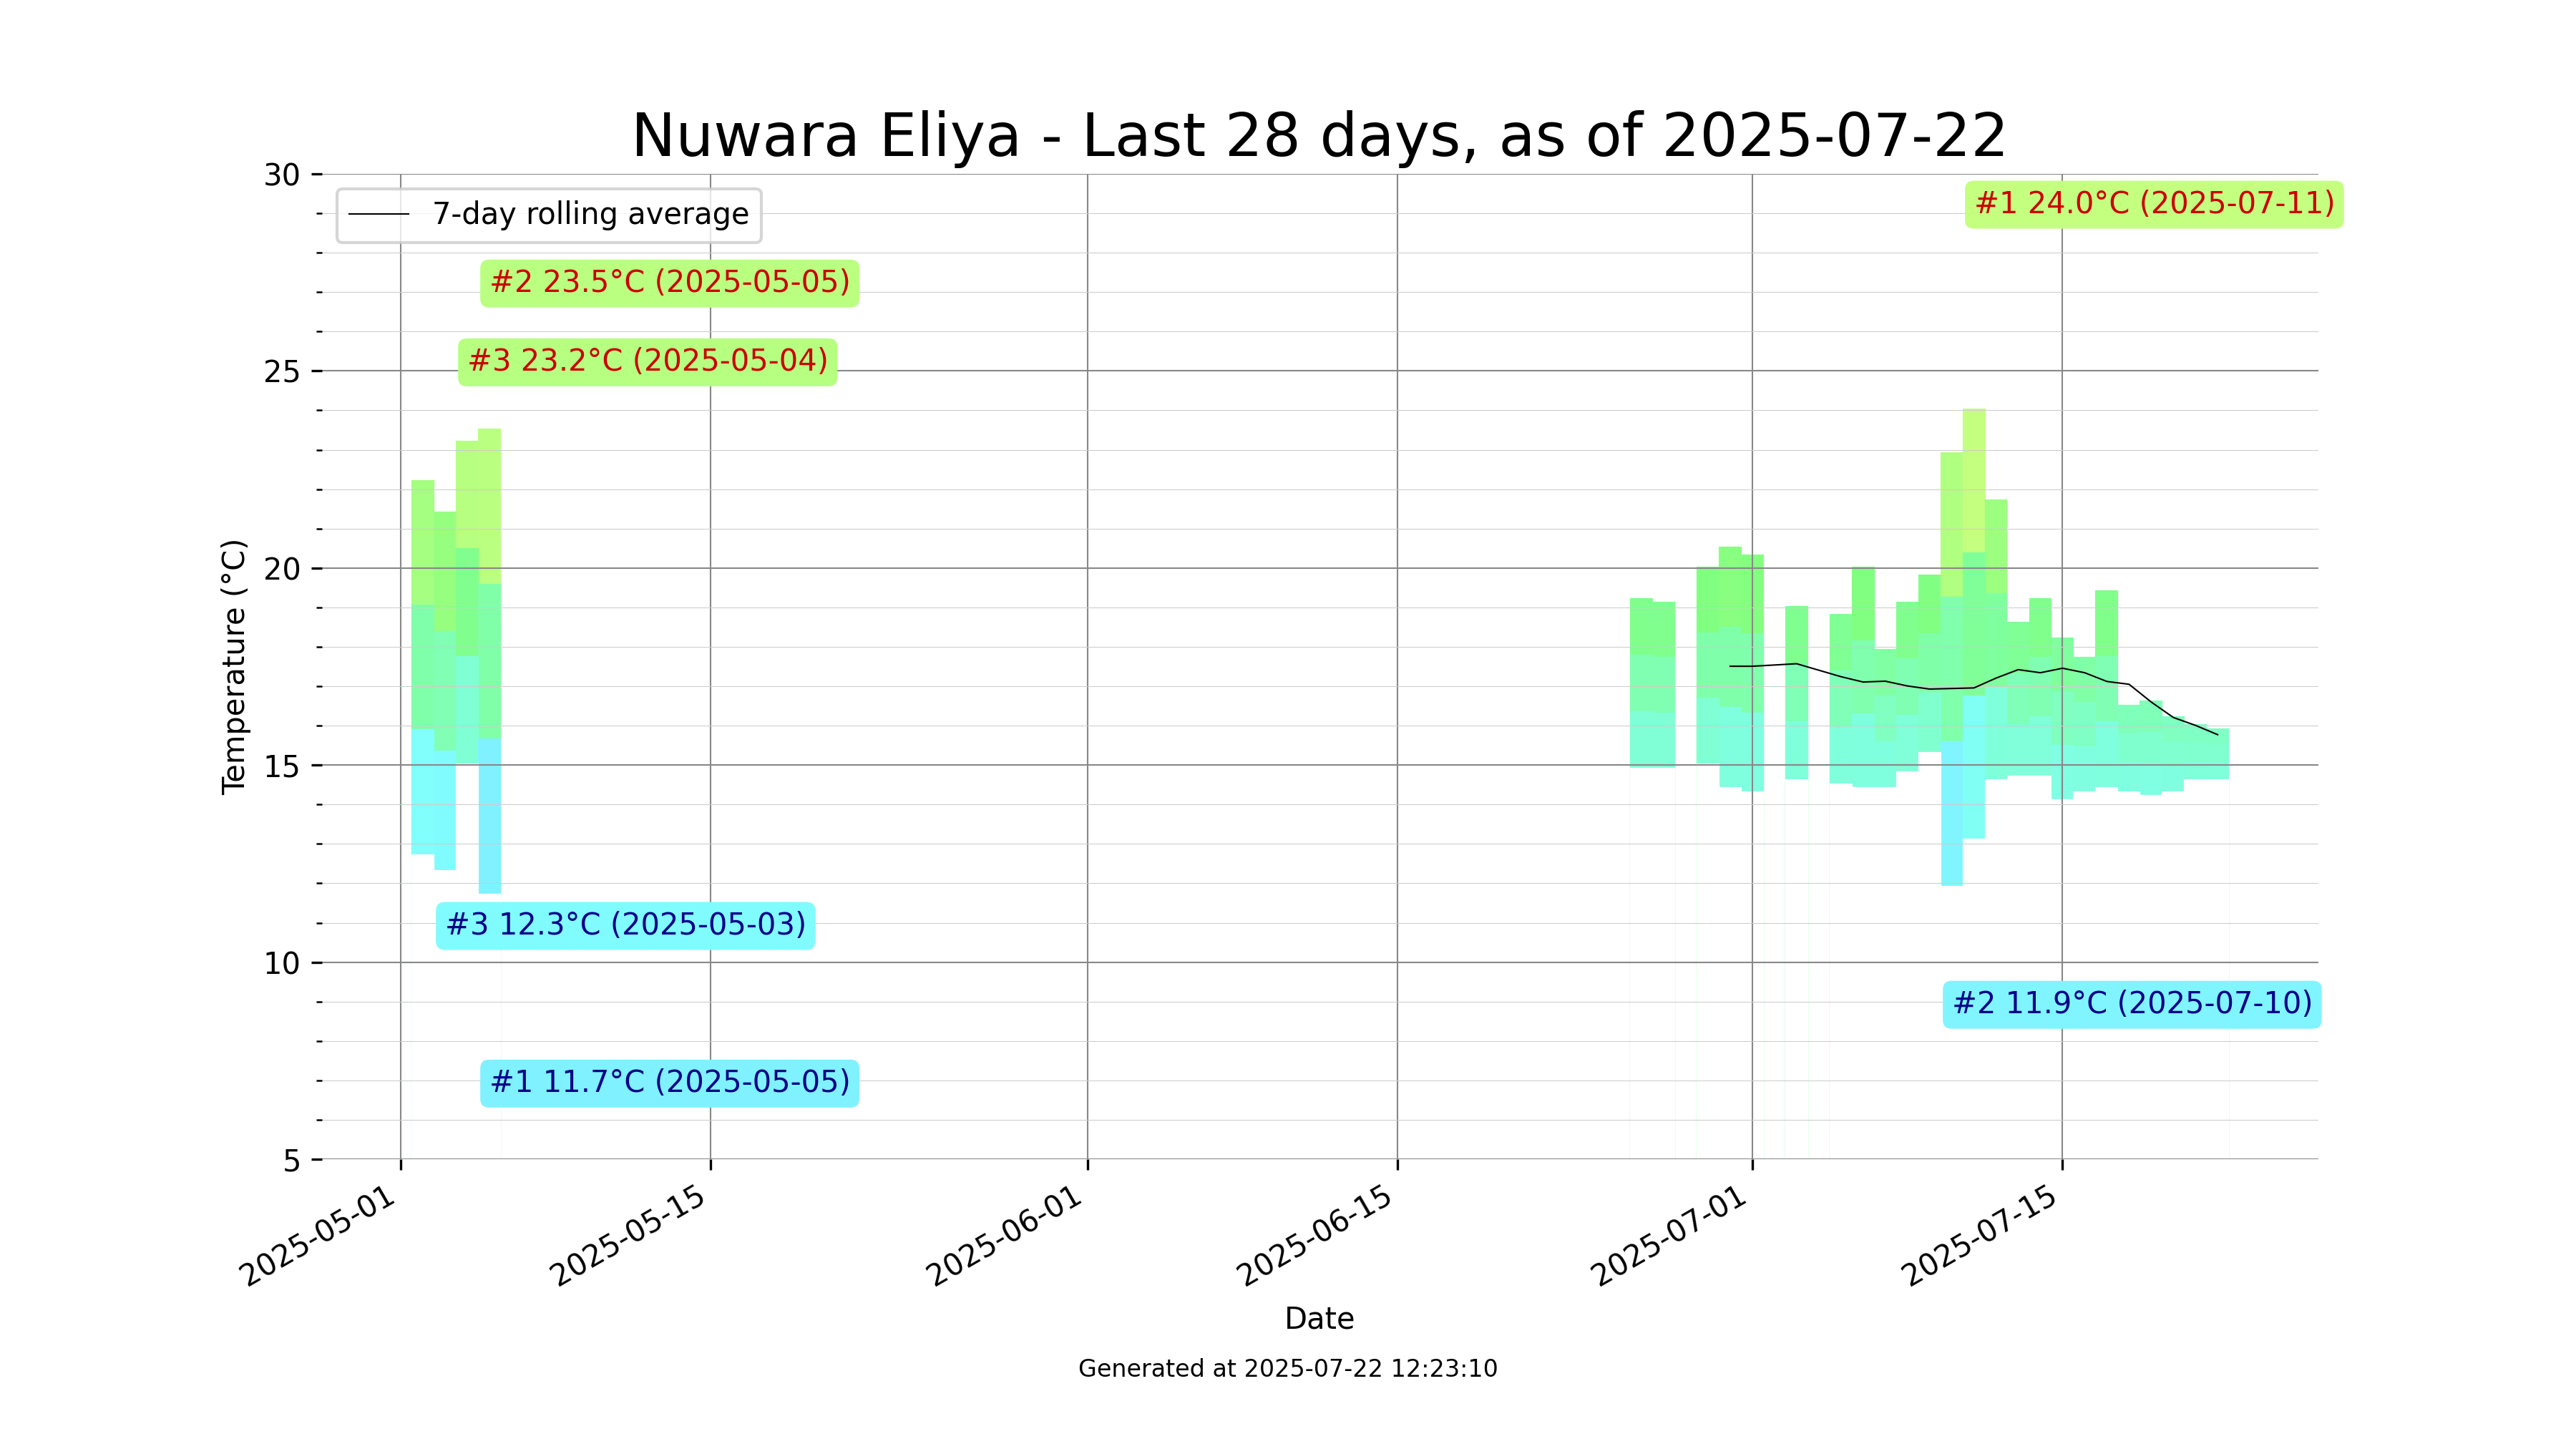 Nuwara Eliya - Last 28 days, as of 2025-07-22
30
7-day rolling average
#1 24.0°C (2025-07-11)
#2 23.5°C (2025-05-05)
#3 23.2°C (2025-05-04)
25
20
Temperature (°C)
15
#3 12.3°C (2025-05-03)
10
#2 11.9°C (2025-07-10)
#1 11.7°C (2025-05-05)
5
2025-05-01
2025-05-15
2025-06-01
2025-06-15
2025-07-01
2025-07-15
Date
Generated at 2025-07-22 12:23:10